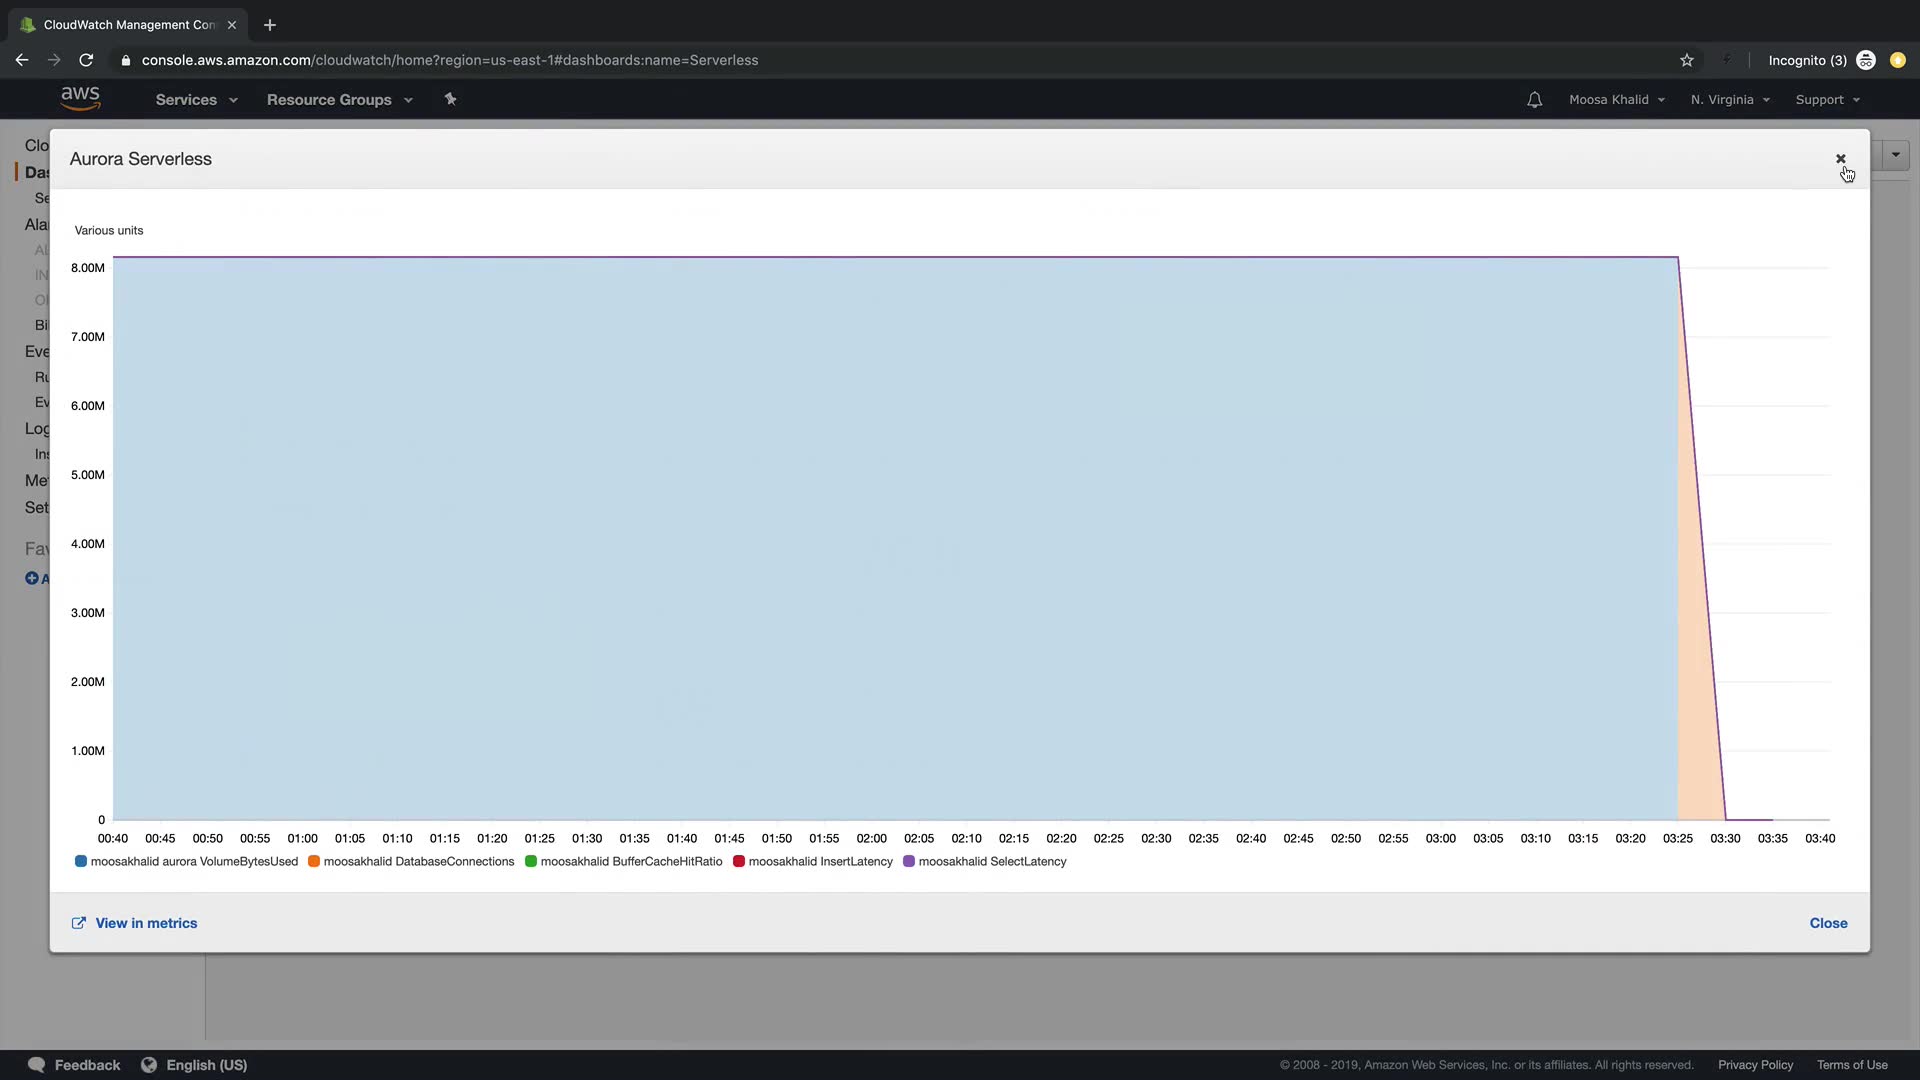 CloudWatch Management Con
console.aws.amazon.com/cloudwatch/home?region=us-east-1#dashboards:name=Serverless
Incognito (3)
aws
Services
Resource Groups
Moosa Khalid
N. Virginia
Support
Clo
Das
Se
Ala
AL
IN
Bi
Eve
Ru
Ev
Log
Ins
Me
Set
Fav
A
Aurora Serverless
Various units
8.00M
7.00M
6.00M
5.00M
4.00M
3.00M
2.00M
1.00M
0
00:40 00:45 00:50 00:55 01:00 01:05 01:10 01:15 01:20 01:25 01:30 01:35 01:40 01:45 01:50 01:55 02:00 02:05 02:10 02:15 02:20 02:25 02:30 02:35 02:40 02:45 02:50 02:55 03:00 03:05 03:10 03:15 03:20 03:25 03:30 03:35 03:40
moosakhalid aurora VolumeBytesUsed moosakhalid DatabaseConnections moosakhalid BufferCacheHitRatio moosakhalid InsertLatency moosakhalid SelectLatency
View in metrics
Close
Feedback
English (US)
© 2008 - 2019, Amazon Web Services, Inc. or its affiliates. All rights reserved.
Privacy Policy
Terms of Use